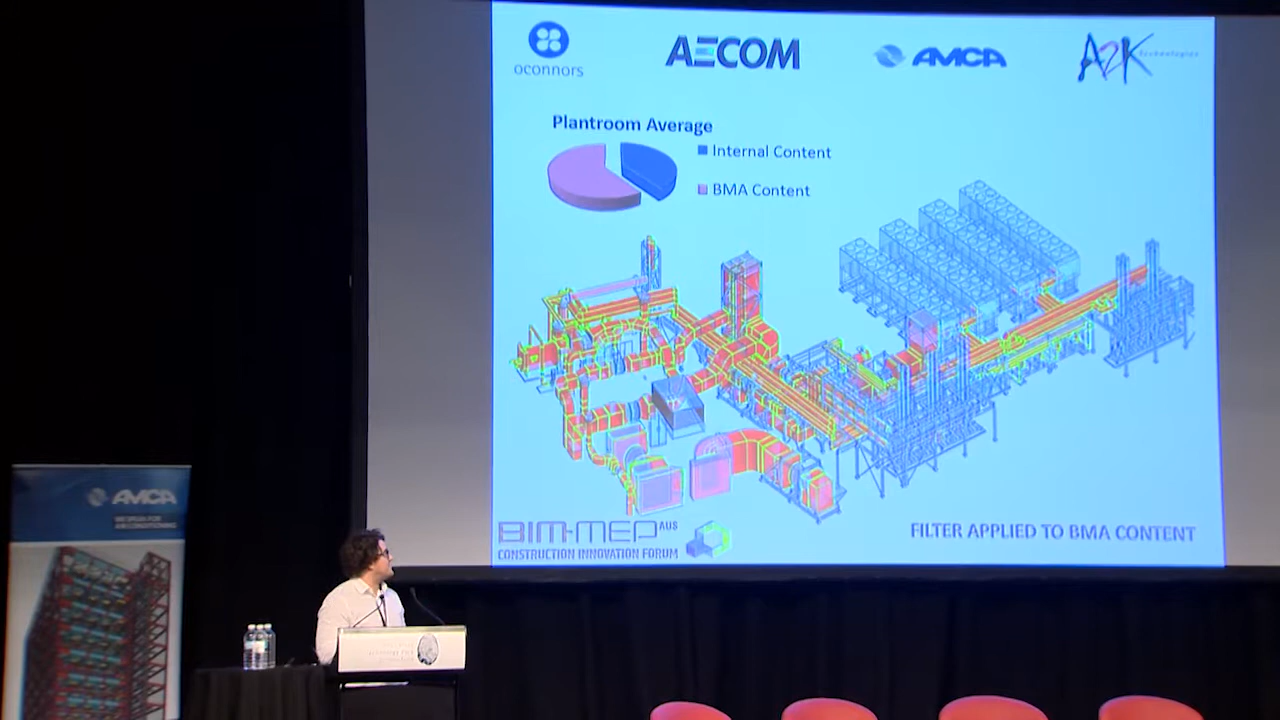 oconnors
AECOM
AMCA
A2K
technologies
Plantroom Average
Internal Content
BMA Content
BIM-MEP AUS
CONSTRUCTION INNOVATION FORUM
FILTER APPLIED TO BMA CONTENT
AMCA